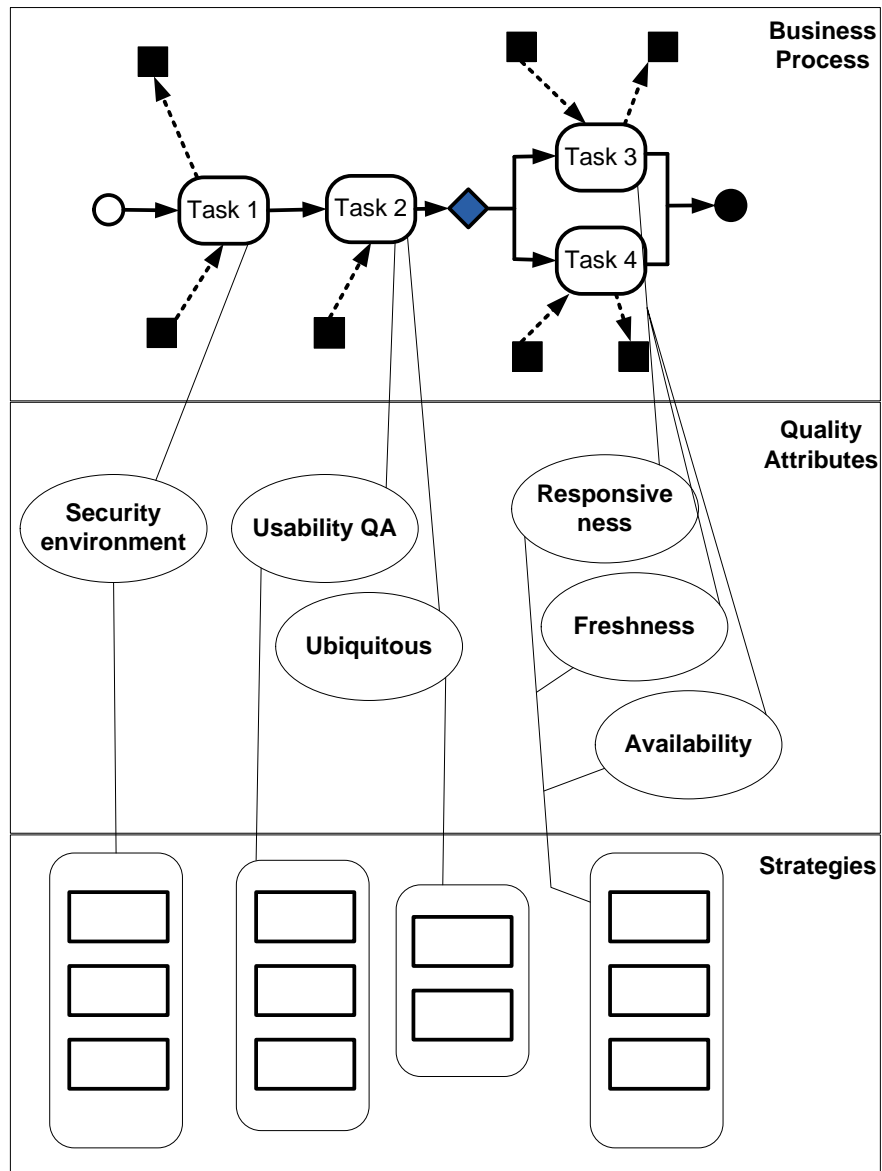 Business
Process
Task 1
Task 2
Task 3
Task 4
Quality
Attributes
Security
environment
Usability QA
Ubiquitous
Responsive
ness
Freshness
Availability
Strategies